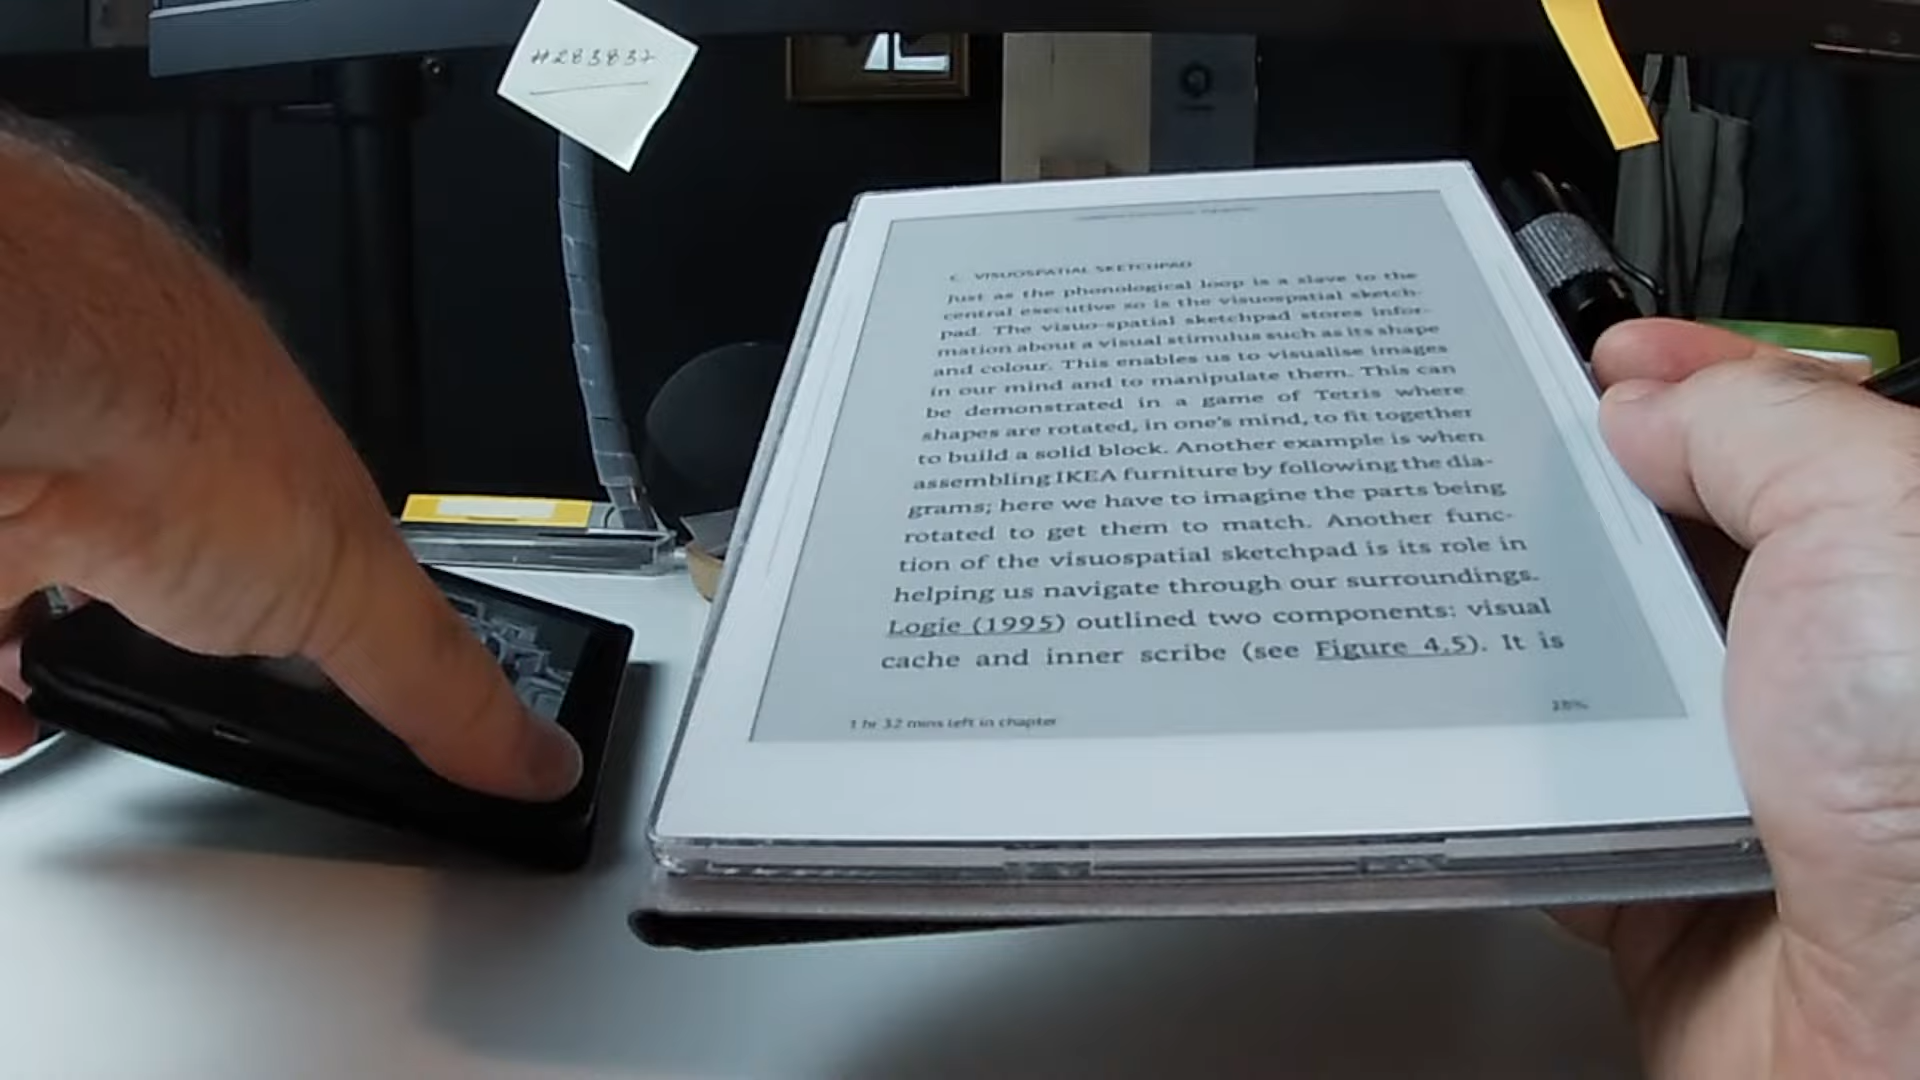 #283837
C. VISUOSPATIAL SKETCHPAD
Just as the phonological loop is a slave to the
central executive so is the visuospatial sketch-
pad. The visuo-spatial sketchpad stores infor-
mation about a visual stimulus such as its shape
and colour. This enables us to visualise images
in our mind and to manipulate them. This can
be demonstrated in a game of Tetris where
shapes are rotated, in one's mind, to fit together
to build a solid block. Another example is when
assembling IKEA furniture by following the dia-
grams; here we have to imagine the parts being
rotated to get them to match. Another func-
tion of the visuospatial sketchpad is its role in
helping us navigate through our surroundings.
Logie (1995) outlined two components: visual
cache and inner scribe (see Figure 4.5). It is
1 hr 32 mins left in chapter